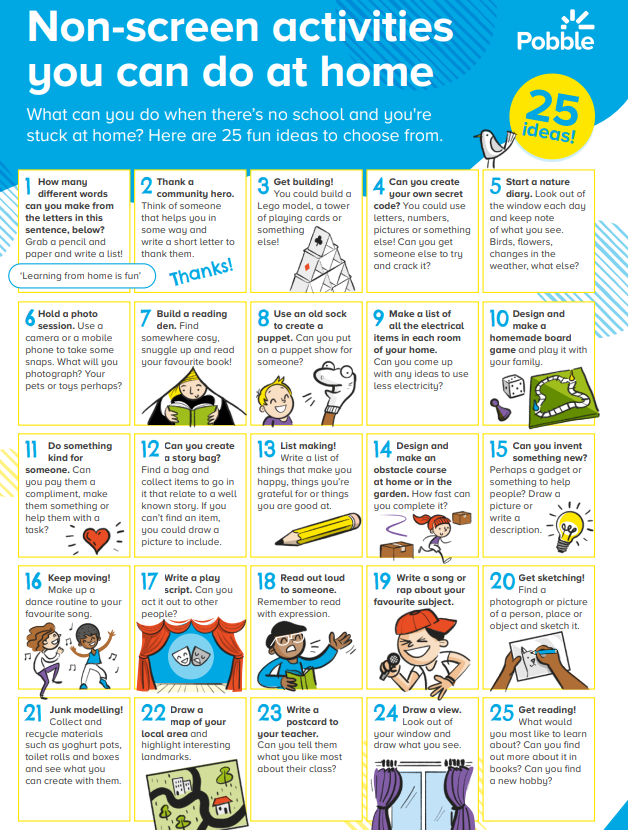 Non-screen activities
you can do at home
Pobble
What can you do when there's no school and you're
stuck at home? Here are 25 fun ideas to choose from.
25
ideas!
1 How many
different words
can you make from
the letters in this
sentence, below?
Grab a pencil and
paper and write a list!
'Learning from home is fun'
2 Thank a
community hero.
Think of someone
that helps you in
some way and
write a short letter to
thank them.
Thanks!
3 Get building!
You could build a
Lego model, a tower
of playing cards or
something
else!
4 Can you create
your own secret
code? You could use
letters, numbers,
pictures or something
else! Can you get
someone else to try
and crack it?
5 Start a nature
diary. Look out of
the window each day
and keep note
of what you see.
Birds, flowers,
changes in the
weather, what else?
6 Hold a photo
session. Use a
camera or a mobile
phone to take some
snaps. What will you
photograph? Your
pets or toys perhaps?
7 Build a reading
den. Find
somewhere cosy,
snuggle up and read
your favourite book!
8 Use an old sock
to create a
puppet. Can you put
on a puppet show for
someone?
9 Make a list of
all the electrical
items in each room
of your home.
Can you come up
with any ideas to use
less electricity?
10 Design and
make a
homemade board
game and play it with
your family.
11 Do something
kind for
someone. Can
you pay them a
compliment, make
them something or
help them with a
task?
12 Can you create
a story bag?
Find a bag and
collect items to go in
it that relate to a well
known story. If you
can't find an item,
you could draw a
picture to include.
13 List making!
Write a list of
things that make you
happy, things you're
grateful for or things
you are good at.
14 Design and
make an
obstacle course
at home or in the
garden. How fast can
you complete it?
15 Can you invent
something new?
Perhaps a gadget or
something to help
people? Draw a
picture or
write a
description.
16 Keep moving!
Make up a
dance routine to your
favourite song.
17 Write a play
script. Can you
act it out to other
people?
18 Read out loud
to someone.
Remember to read
with expression.
19 Write a song or
rap about your
favourite subject.
20 Get sketching!
Find a
photograph or picture
of a person, place or
object and sketch it.
21 Junk modelling!
Collect and
recycle materials
such as yoghurt pots,
toilet rolls and boxes
and see what you
can create with them.
22 Draw a
map of your
local area and
highlight interesting
landmarks.
23 Write a
postcard to
your teacher.
Can you tell them
what you like most
about their class?
24 Draw a view.
Look out of
your window and
draw what you see.
25 Get reading!
What would
you most like to learn
about? Can you find
out more about it in
books? Can you find
a new hobby?